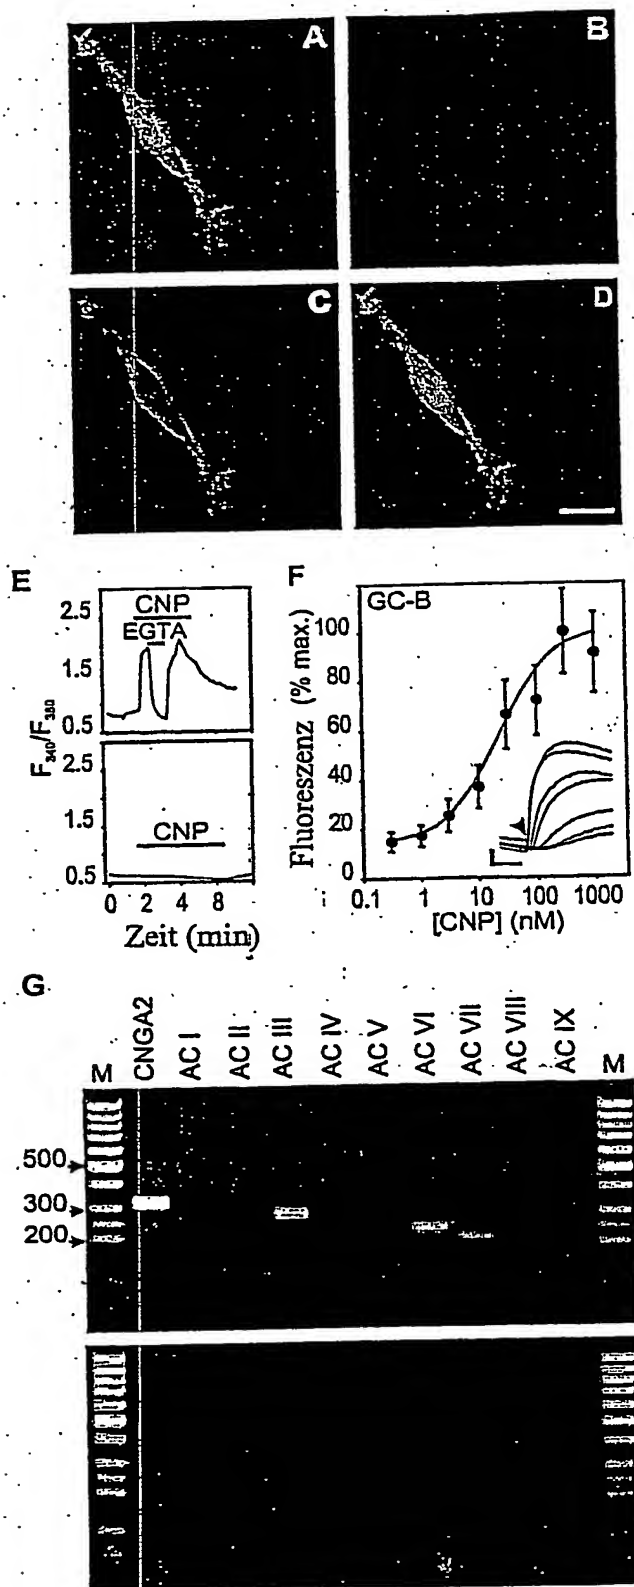 A
B
C
D
E
2.5
CNP
EGTA
1.5
0.5
F₃₄₀/F₃₈₀
2.5
1.5
CNP
0.5
0 2 4 8
Zeit (min)
F
GC-B
Fluoreszenz (% max.)
100
80
60
40
20
0
0.1 1 10 100 1000
[CNP] (nM)
G
M
CNGA2
AC I
AC II
AC III
AC IV
AC V
AC VI
AC VII
AC VIII
AC IX
M
500
300
200